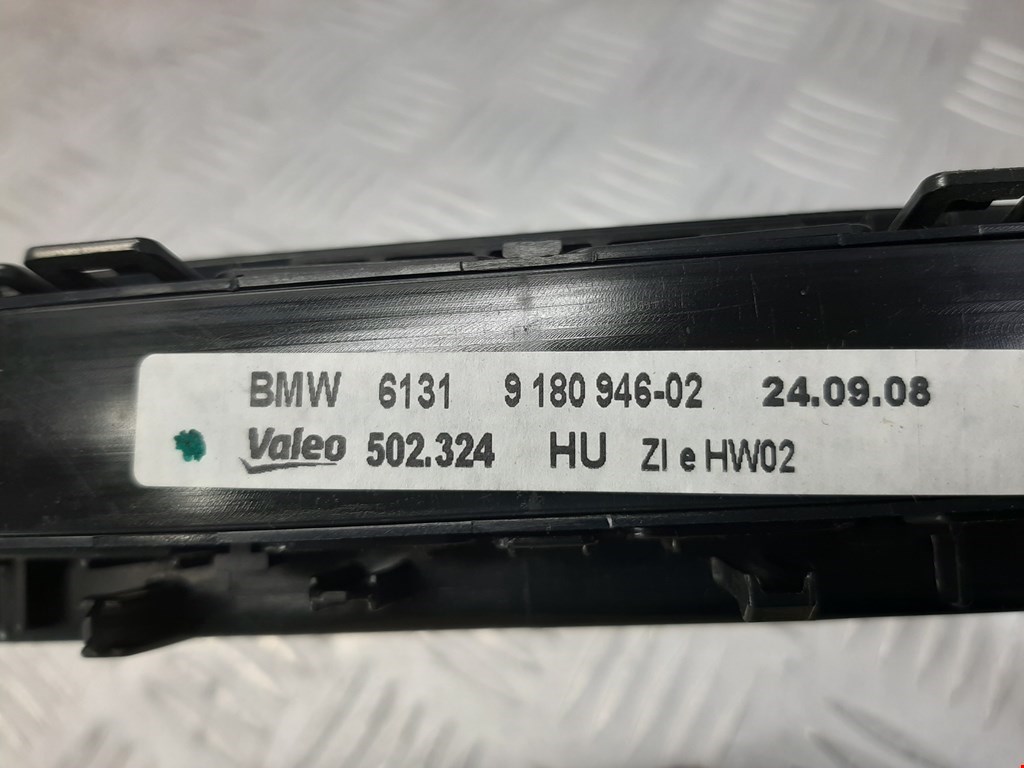 BMW 6131 9 180 946-02 24.09.08
Valeo 502.324 HU ZI e HW02